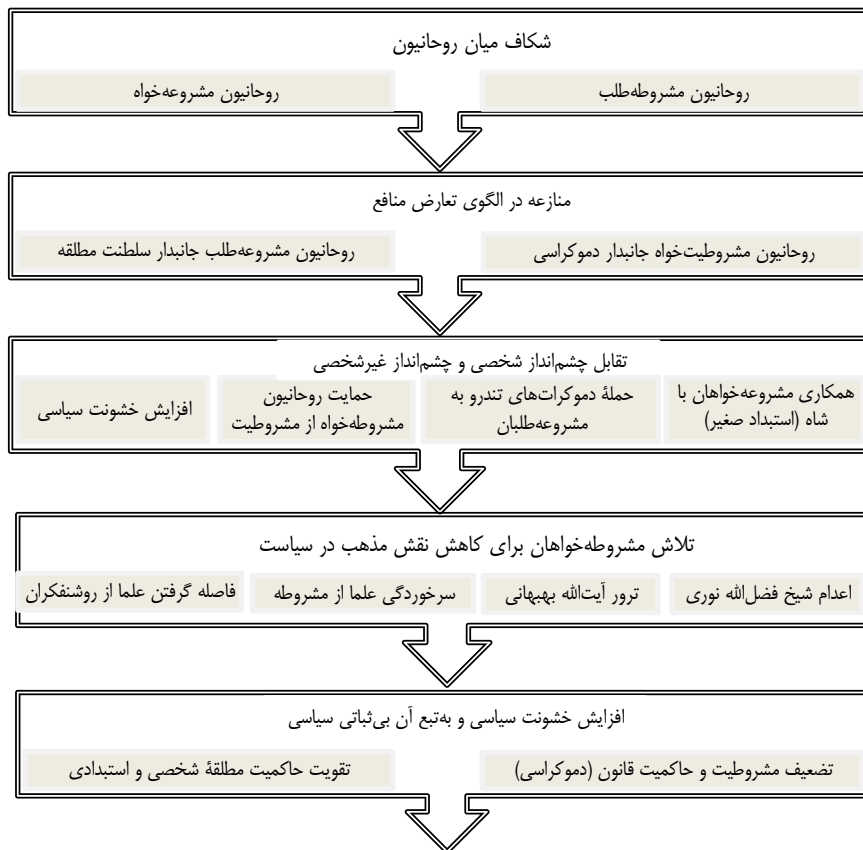 شکاف میان روحانیون
روحانیون مشروطه‌طلب
روحانیون مشروعه‌خواه
منازعه در الگوی تعارض منافع
روحانیون مشروطیت‌خواه جانبدار دموکراسی
روحانیون مشروعه‌طلب جانبدار سلطنت مطلقه
تقابل چشم‌انداز شخصی و چشم‌انداز غیرشخصی
همکاری مشروعه‌خواهان با
شاه (استبداد صغیر)
حملهٔ دموکرات‌های تندرو به
مشروعه‌طلبان
حمایت روحانیون
مشروطه‌خواه از مشروطیت
افزایش خشونت سیاسی
تلاش مشروطه‌خواهان برای کاهش نقش مذهب در سیاست
اعدام شیخ فضل‌الله نوری
ترور آیت‌الله بهبهانی
سرخوردگی علما از مشروطه
فاصله گرفتن علما از روشنفکران
افزایش خشونت سیاسی و به‌تبع آن بی‌ثباتی سیاسی
تضعیف مشروطیت و حاکمیت قانون (دموکراسی)
تقویت حاکمیت مطلقهٔ شخصی و استبدادی